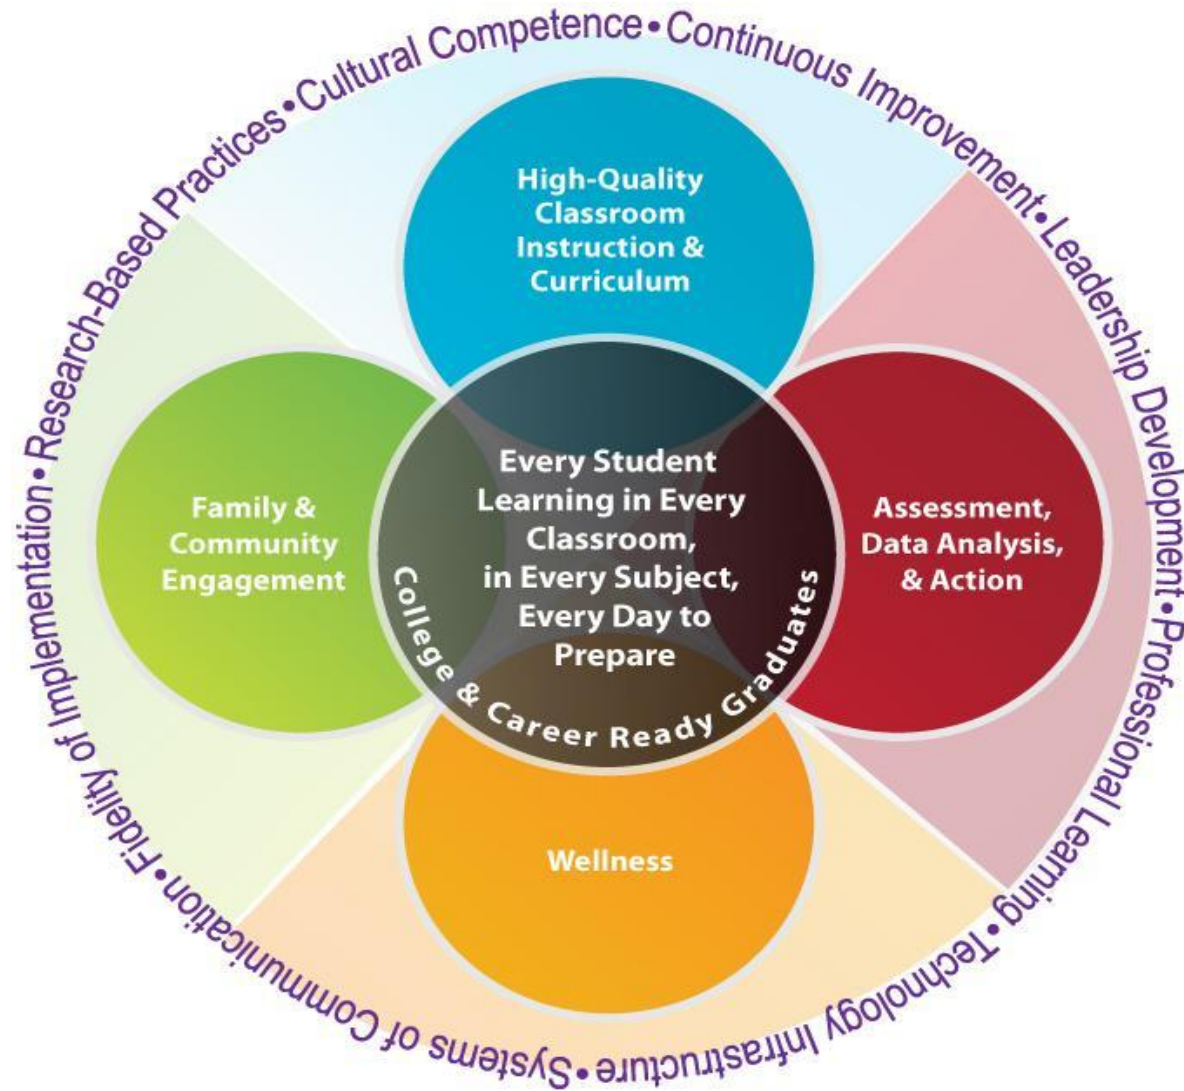 Cultural Competence•Continuous Improvement•Leadership Development•Professional Learning•Technology Infrastructure•Systems of Communication•Fidelity of Implementation•Research-Based Practices•
High-Quality
Classroom
Instruction &
Curriculum
Family &
Community
Engagement
Every Student
Learning in Every
Classroom,
in Every Subject,
Every Day to
Prepare
College & Career Ready Graduates
Assessment,
Data Analysis,
& Action
Wellness